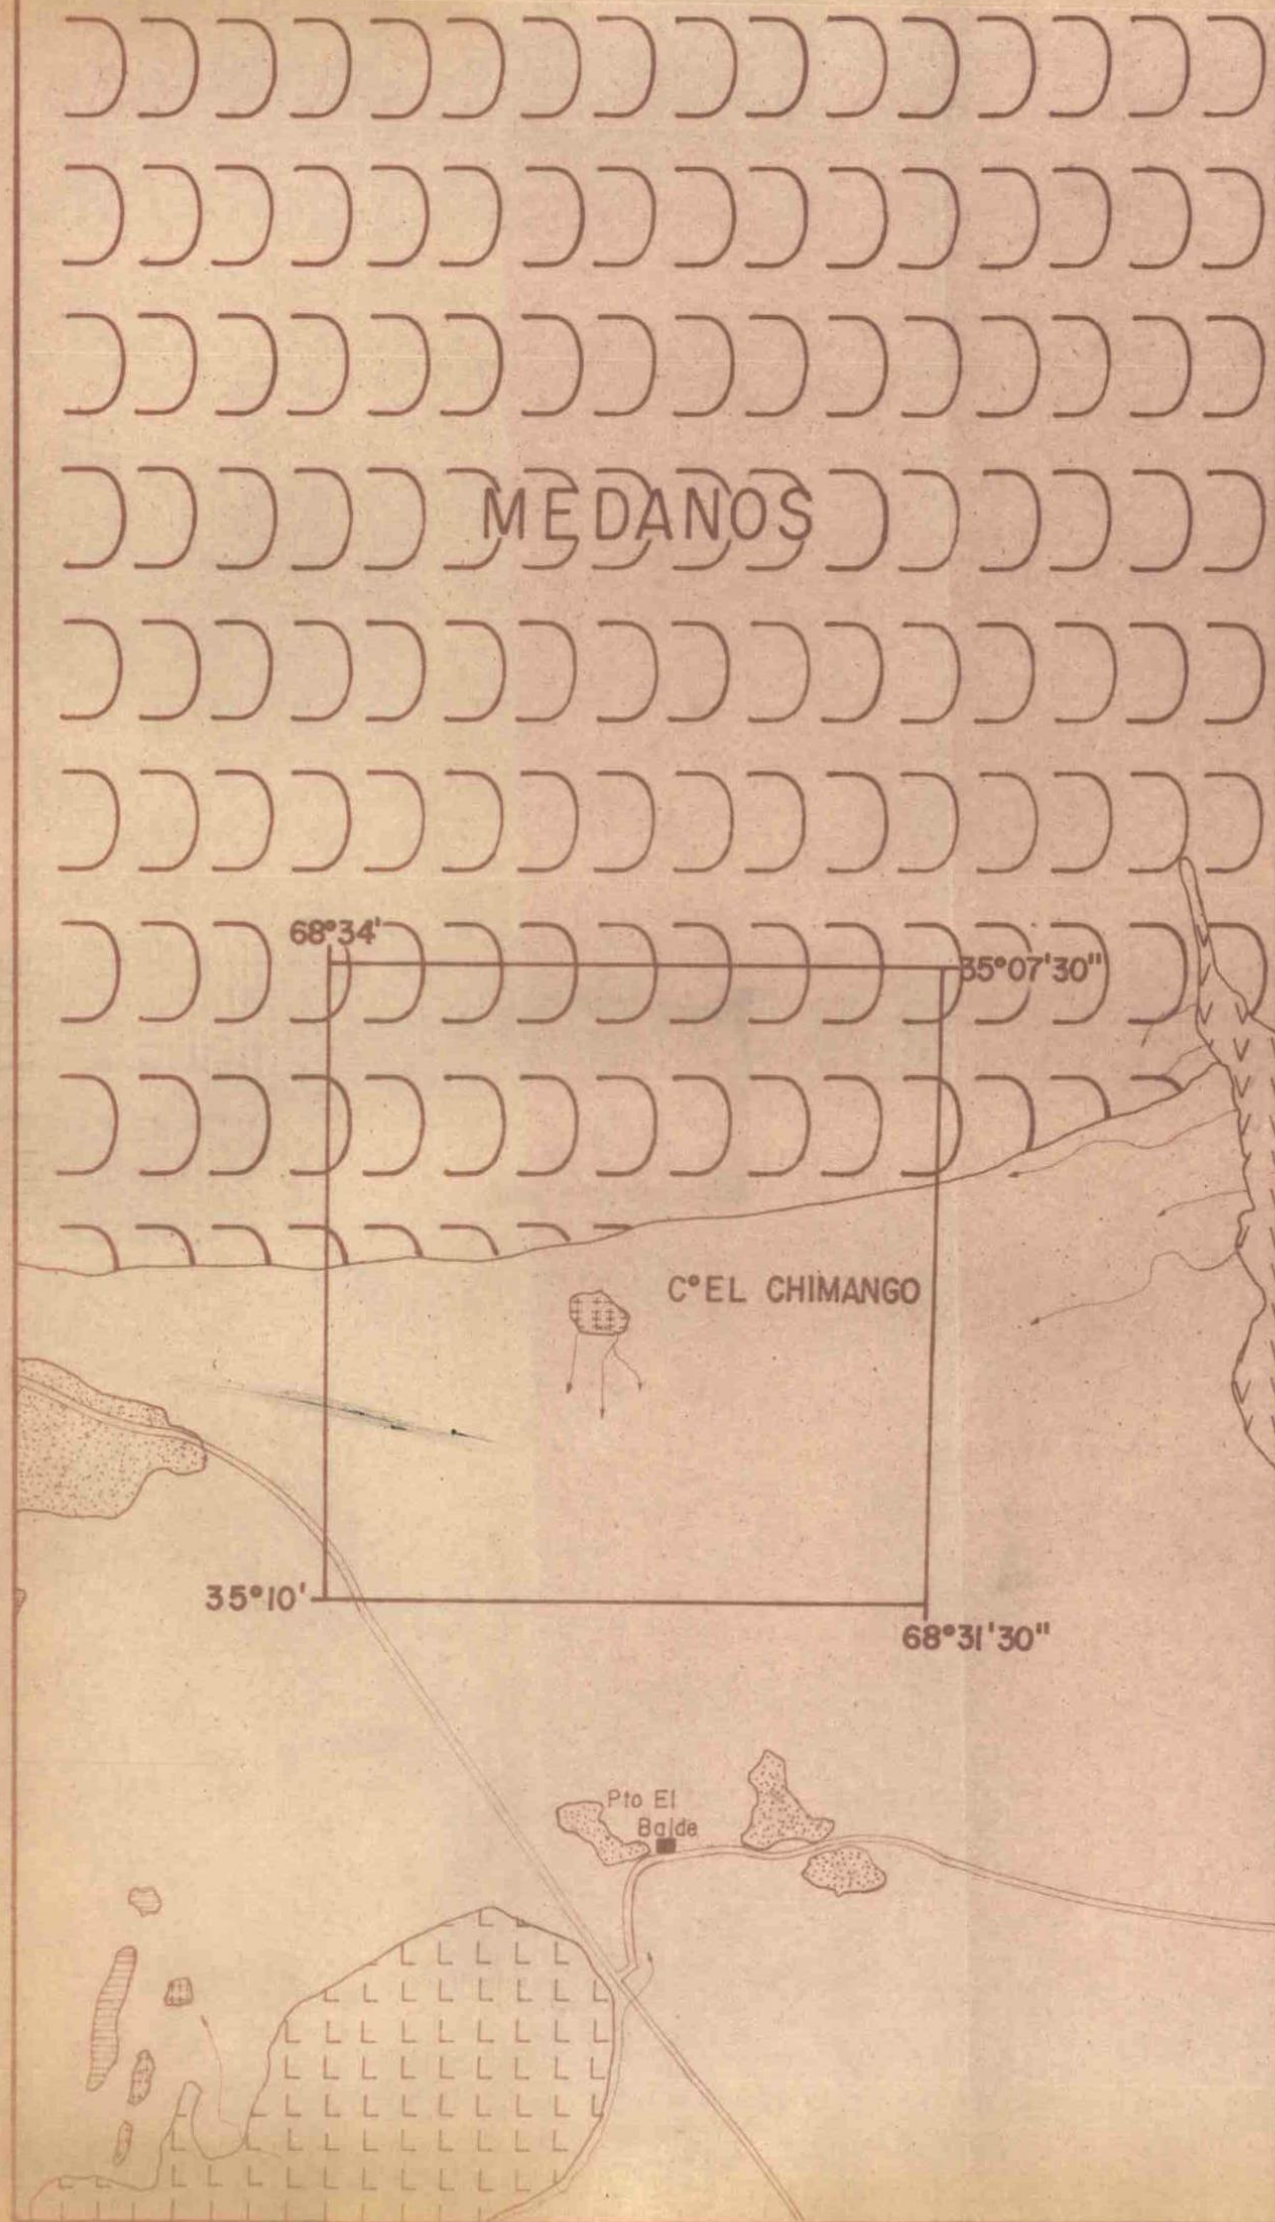 MEDANOS
68°34'
35°07'30"
C° EL CHIMANGO
35°10'
68°31'30"
Pto El
Balde